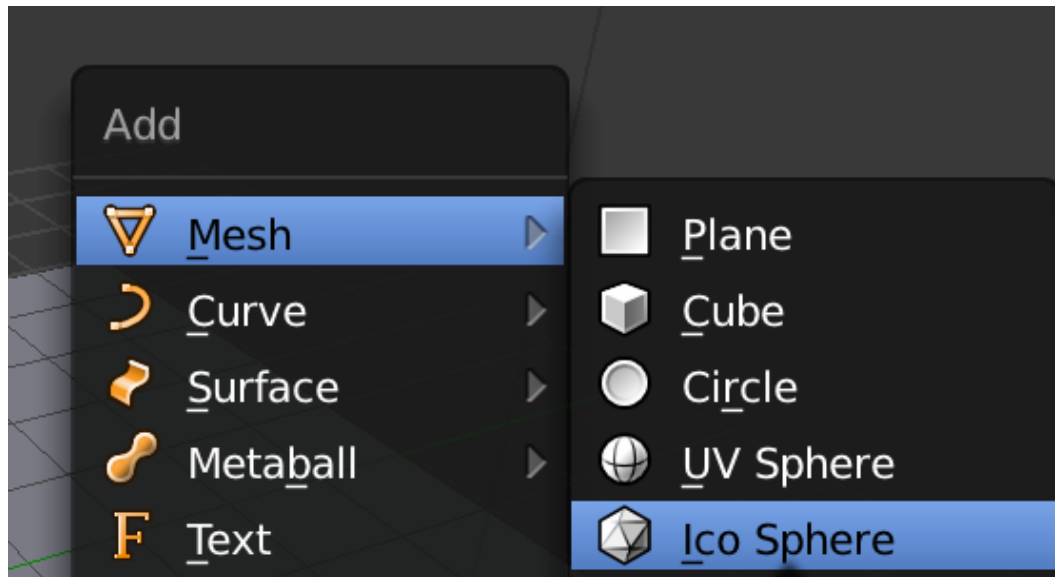 Add
Mesh
Curve
Surface
Metaball
Text
Plane
Cube
Circle
UV Sphere
Ico Sphere